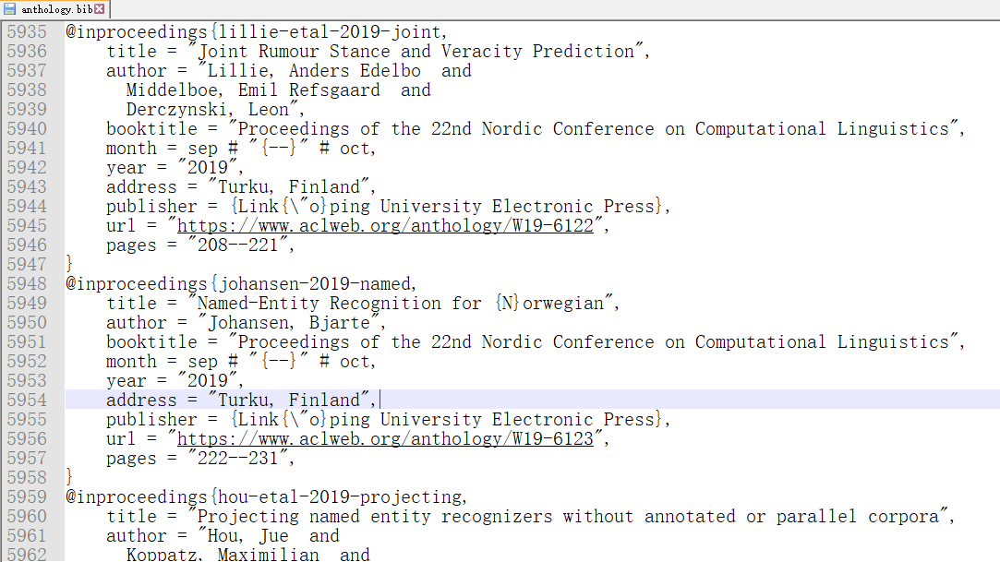 anthology.bib
5935 @inproceedings{lillie-etal-2019-joint,
5936     title = "Joint Rumour Stance and Veracity Prediction",
5937     author = "Lillie, Anders Edelbo  and
5938       Middelboe, Emil Refsgaard  and
5939       Derczynski, Leon",
5940     booktitle = "Proceedings of the 22nd Nordic Conference on Computational Linguistics",
5941     month = sep # "{--}" # oct,
5942     year = "2019",
5943     address = "Turku, Finland",
5944     publisher = {Link{\"o}ping University Electronic Press},
5945     url = "https://www.aclweb.org/anthology/W19-6122",
5946     pages = "208--221",
5947 }
5948 @inproceedings{johansen-2019-named,
5949     title = "Named-Entity Recognition for {N}orwegian",
5950     author = "Johansen, Bjarte",
5951     booktitle = "Proceedings of the 22nd Nordic Conference on Computational Linguistics",
5952     month = sep # "{--}" # oct,
5953     year = "2019",
5954     address = "Turku, Finland",
5955     publisher = {Link{\"o}ping University Electronic Press},
5956     url = "https://www.aclweb.org/anthology/W19-6123",
5957     pages = "222--231",
5958 }
5959 @inproceedings{hou-etal-2019-projecting,
5960     title = "Projecting named entity recognizers without annotated or parallel corpora",
5961     author = "Hou, Jue  and
5962       Koppatz, Maximilian  and